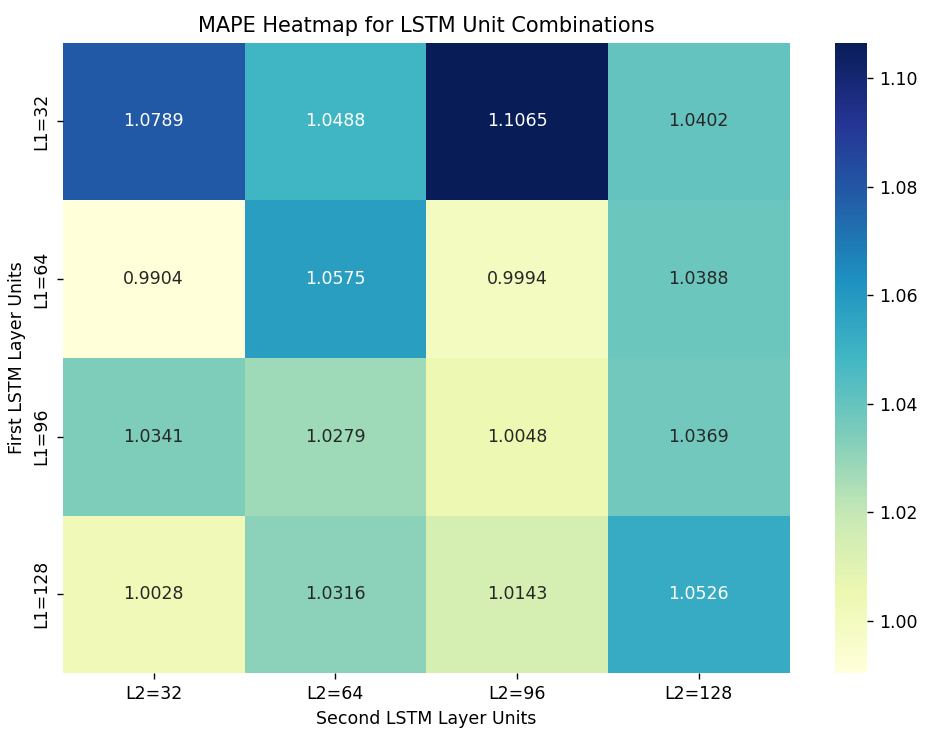 MAPE Heatmap for LSTM Unit Combinations
First LSTM Layer Units
L1=32
1.0789 1.0488 1.1065 1.0402
L1=64
0.9904 1.0575 0.9994 1.0388
L1=96
1.0341 1.0279 1.0048 1.0369
L1=128
1.0028 1.0316 1.0143 1.0526
L2=32 L2=64 L2=96 L2=128
Second LSTM Layer Units
1.10
1.08
1.06
1.04
1.02
1.00